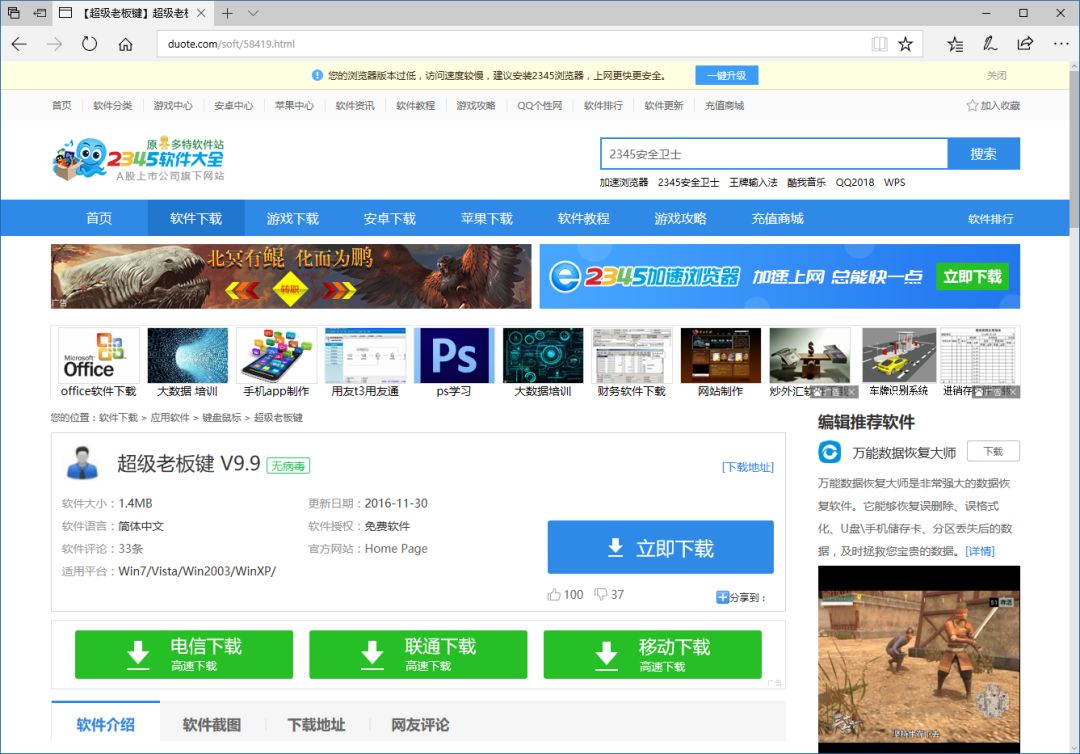 【超级老板键】超级老板
duote.com/soft/58419.html
您的浏览器版本过低，访问速度较慢，建议安装2345浏览器，上网更快更安全。
一键升级
关闭
首页 软件分类 游戏中心 安卓中心 苹果中心 软件资讯 软件教程 游戏攻略 QQ个性网 软件排行 软件更新 充值商城
加入收藏
原 多特软件站
2345软件大全
A股上市公司旗下网站
2345安全卫士
搜索
加速浏览器 2345安全卫士 王牌输入法 酷我音乐 QQ2018 WPS
首页 软件下载 游戏下载 安卓下载 苹果下载 软件教程 游戏攻略 充值商城 软件排行
北冥有鲲 化而为鹏
转职
广告
2345加速浏览器 加速上网 总能快一点 立即下载
Microsoft
Office
Ps
office软件下载 大数据 培训 手机app制作 用友t3用友通 ps学习 大数据培训 财务软件下载 网站制作 炒外汇 车牌识别系统 进销存
您的位置：软件下载 > 应用软件 > 键盘鼠标 > 超级老板键
超级老板键 V9.9 无病毒
[下载地址]
软件大小：1.4MB 更新日期：2016-11-30
软件语言：简体中文 软件授权：免费软件
软件评论：33条 官方网站：Home Page
适用平台：Win7/Vista/Win2003/WinXP/
立即下载
100 37 分享到：
电信下载
高速下载
联通下载
高速下载
移动下载
高速下载
广告
软件介绍 软件截图 下载地址 网友评论
编辑推荐软件
万能数据恢复大师 下载
万能数据恢复大师是非常强大的数据恢
复软件。它能够恢复误删除、误格式
化、U盘\手机储存卡、分区丢失后的数
据，及时拯救您宝贵的数据。[详情]